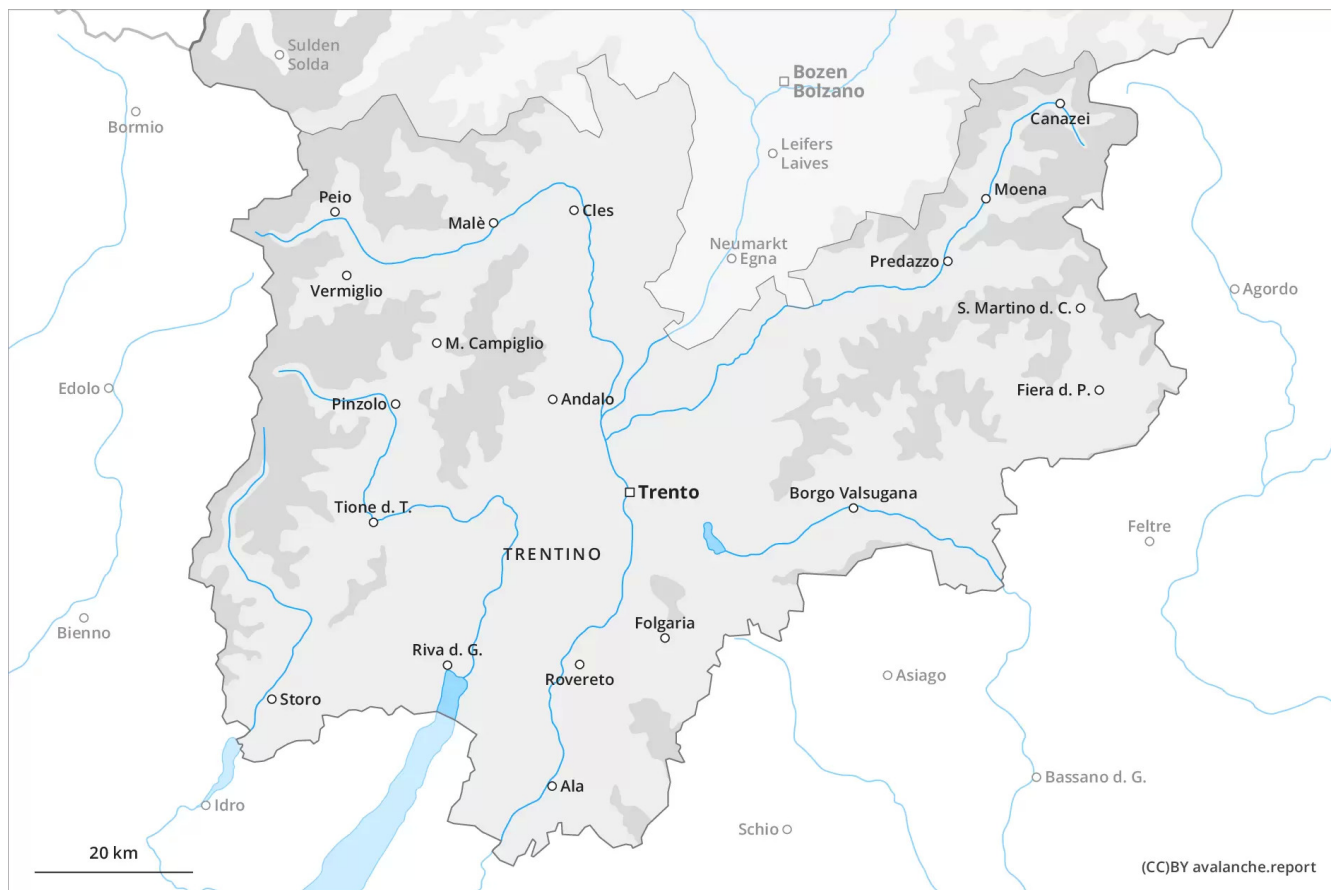 Sulden
Solda
Bozen
Bolzano
Canazei
Bormio
Leifers
Laives
Peio
Moena
Malè
Cles
Neumarkt
Egna
Predazzo
Vermiglio
Agordo
S. Martino d. C.
M. Campiglio
Edolo
Fiera d. P.
Pinzolo
Andalo
Trento
Borgo Valsugana
Tione d. T.
Feltre
TRENTINO
Bienno
Folgaria
Riva d. G.
Asiago
Rovereto
Storo
Bassano d. G.
Ala
Idro
Schio
20 km
(CC)BY avalanche.report